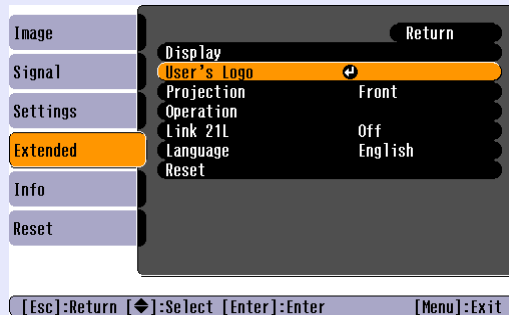 Image
Signal
Settings
Extended
Info
Reset
Return
Display
User's Logo
Projection Front
Operation
Link 21L Off
Language English
Reset
[Esc]:Return [◆]:Select [Enter]:Enter [Menu]:Exit